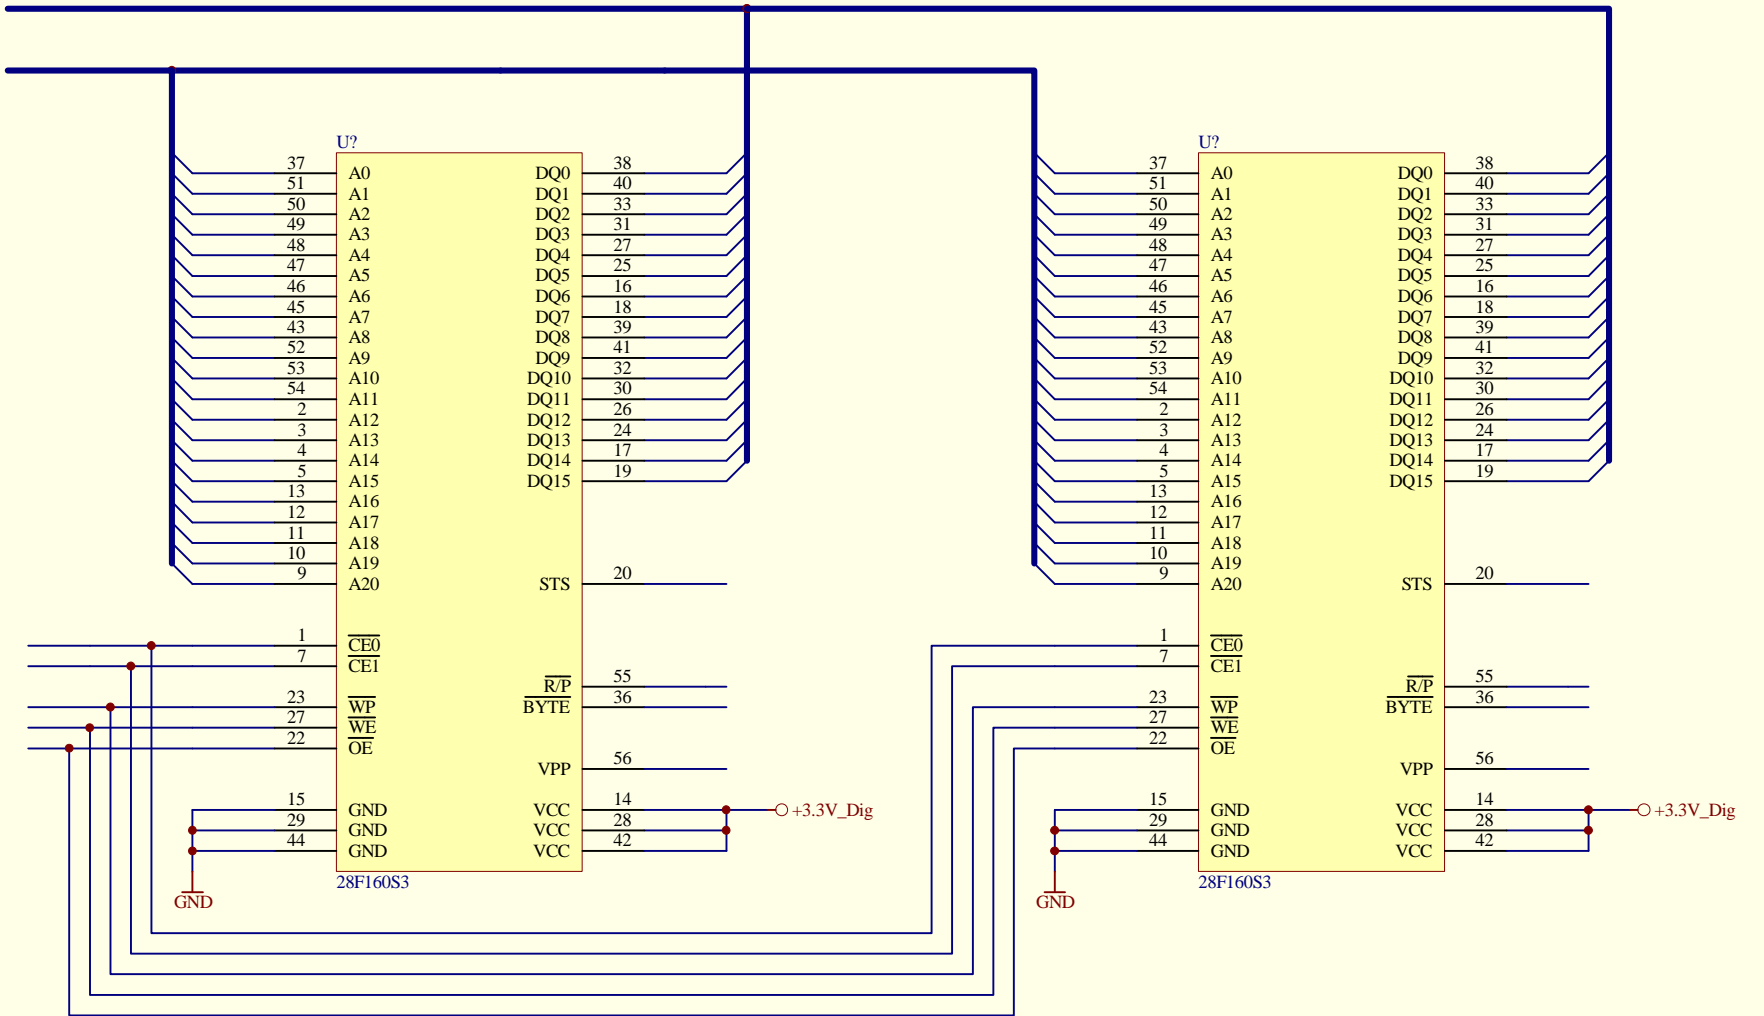 U?
37 A0 DQ0 38
51 A1 DQ1 40
50 A2 DQ2 33
49 A3 DQ3 31
48 A4 DQ4 27
47 A5 DQ5 25
46 A6 DQ6 16
45 A7 DQ7 18
43 A8 DQ8 39
52 A9 DQ9 41
53 A10 DQ10 32
54 A11 DQ11 30
2 A12 DQ12 26
3 A13 DQ13 24
4 A14 DQ14 17
5 A15 DQ15 19
13 A16
12 A17
11 A18
10 A19
9 A20 STS 20
1 CE0
7 CE1
R/P 55
23 WP BYTE 36
27 WE
22 OE
VPP 56
15 GND VCC 14 +3.3V_Dig
29 GND VCC 28
44 GND VCC 42
28F160S3
GND
U?
37 A0 DQ0 38
51 A1 DQ1 40
50 A2 DQ2 33
49 A3 DQ3 31
48 A4 DQ4 27
47 A5 DQ5 25
46 A6 DQ6 16
45 A7 DQ7 18
43 A8 DQ8 39
52 A9 DQ9 41
53 A10 DQ10 32
54 A11 DQ11 30
2 A12 DQ12 26
3 A13 DQ13 24
4 A14 DQ14 17
5 A15 DQ15 19
13 A16
12 A17
11 A18
10 A19
9 A20 STS 20
1 CE0
7 CE1
R/P 55
23 WP BYTE 36
27 WE
22 OE
VPP 56
15 GND VCC 14 +3.3V_Dig
29 GND VCC 28
44 GND VCC 42
28F160S3
GND